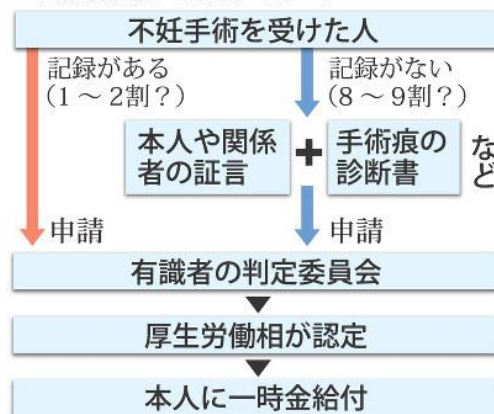 不妊手術を受けた人
記録がある
(1～2割?)
記録がない
(8～9割?)
本人や関係
者の証言
+
手術痕の
診断書
など
申請
申請
有識者の判定委員会
厚生労働相が認定
本人に一時金給付